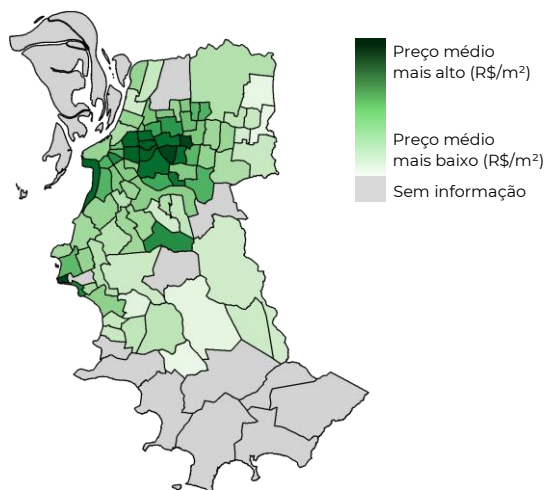 Preço médio
mais alto (R$/m²)
Preço médio
mais baixo (R$/m²)
Sem informação